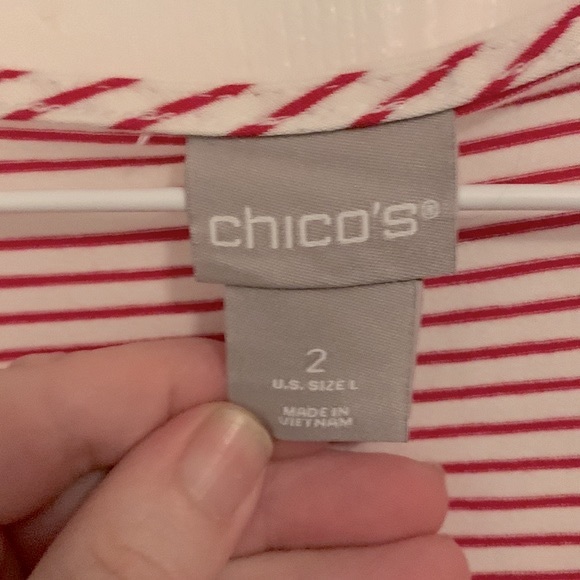 chico's®
2
U.S. SIZE L
MADE IN
VIETNAM